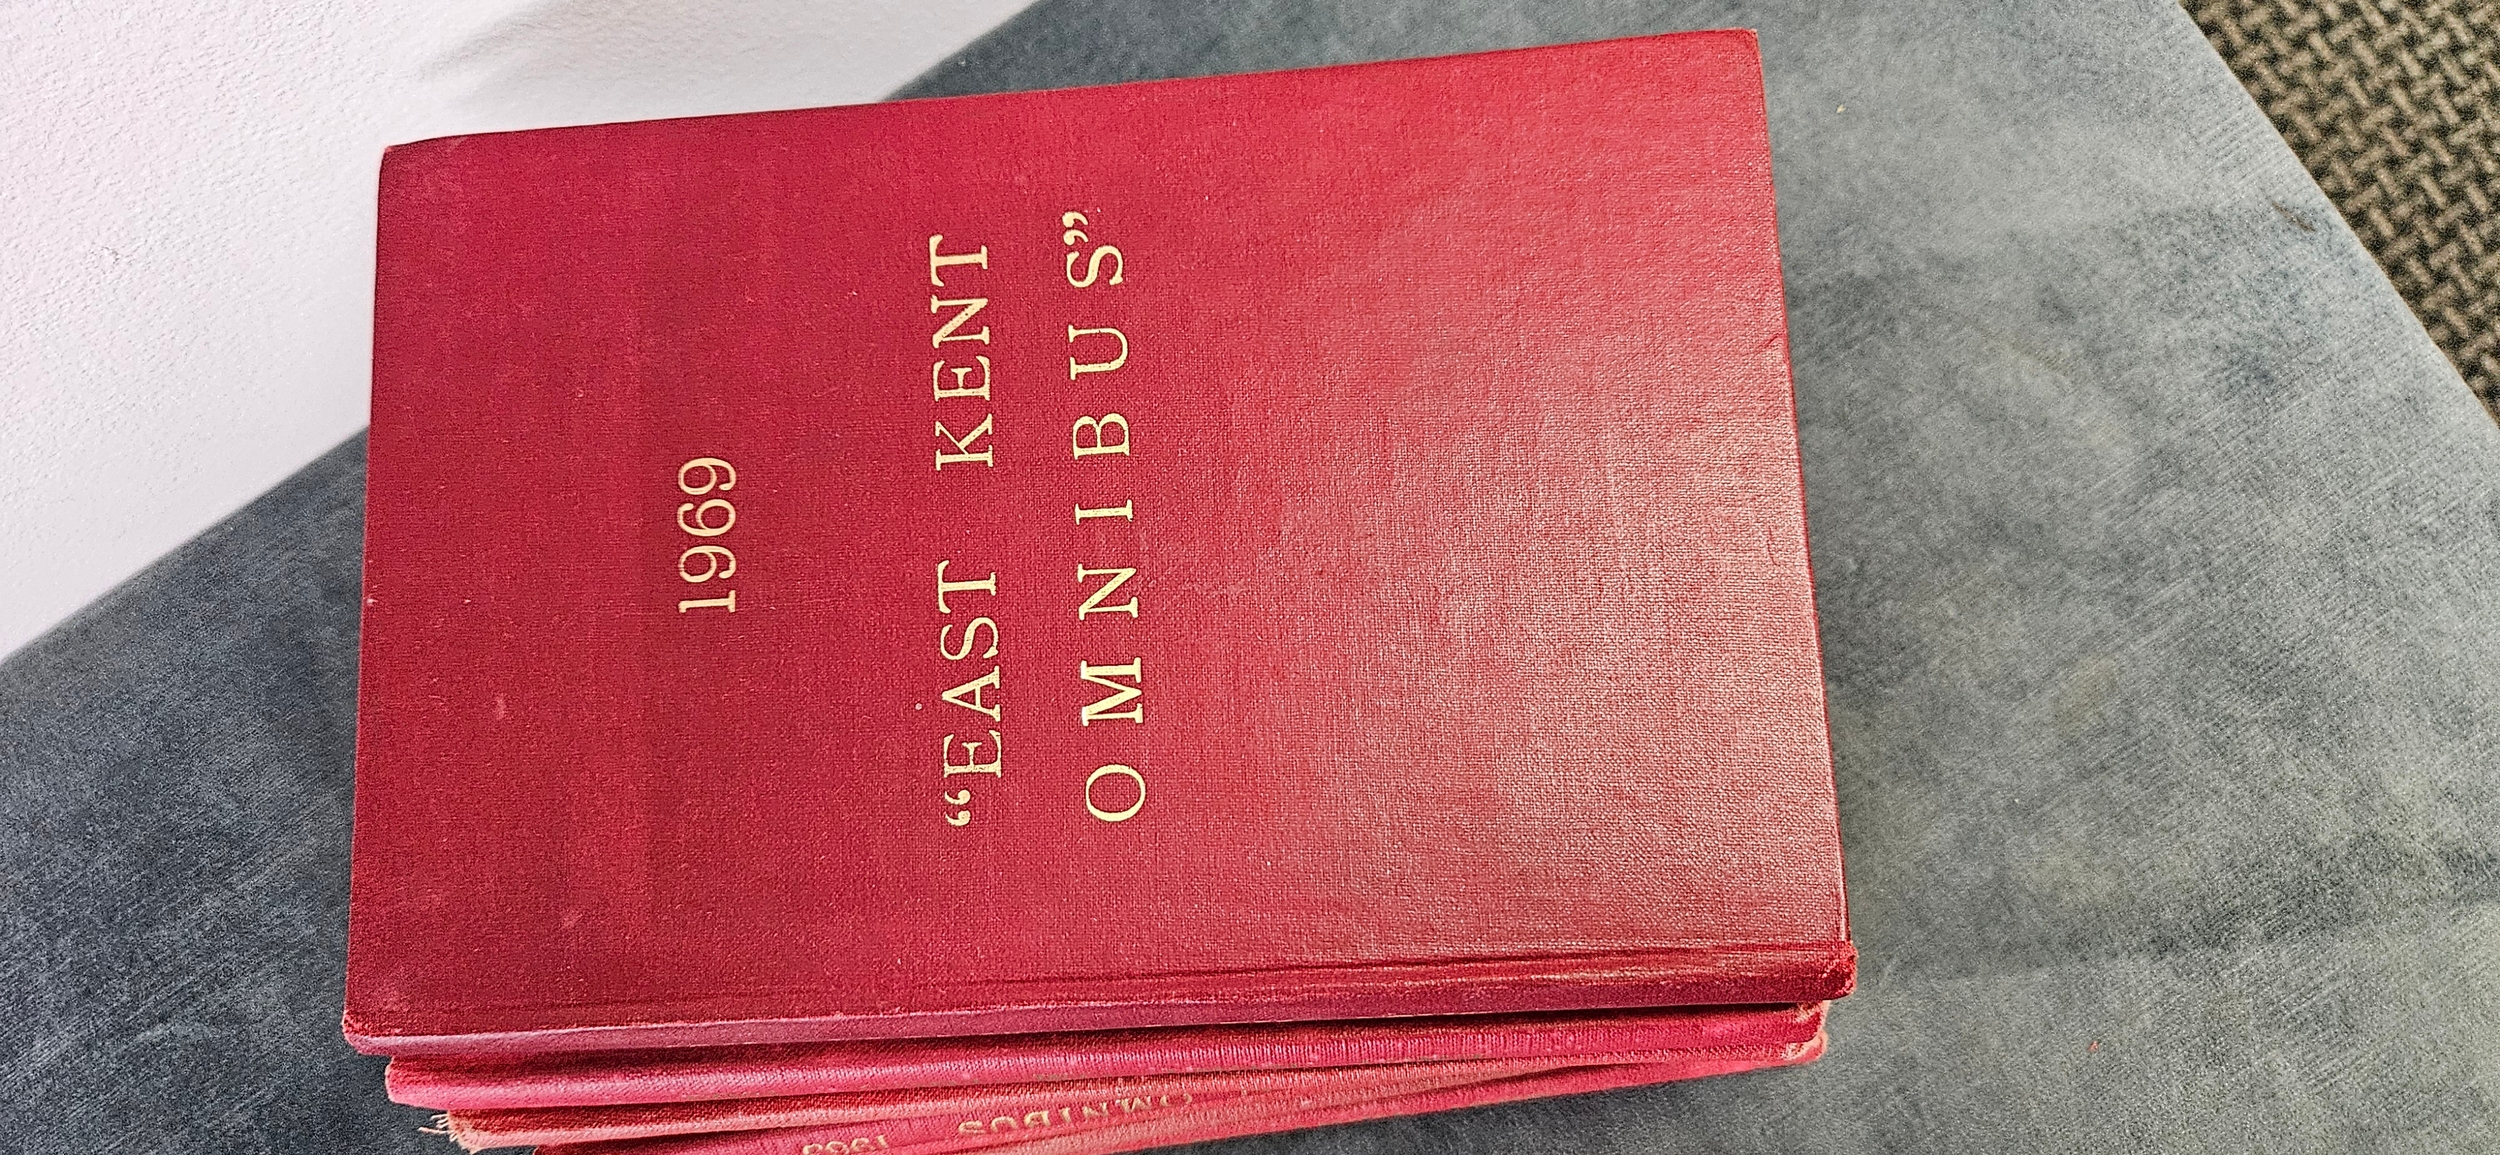 1969
“EAST KENT
OMNIBUS”
OMNIBUS